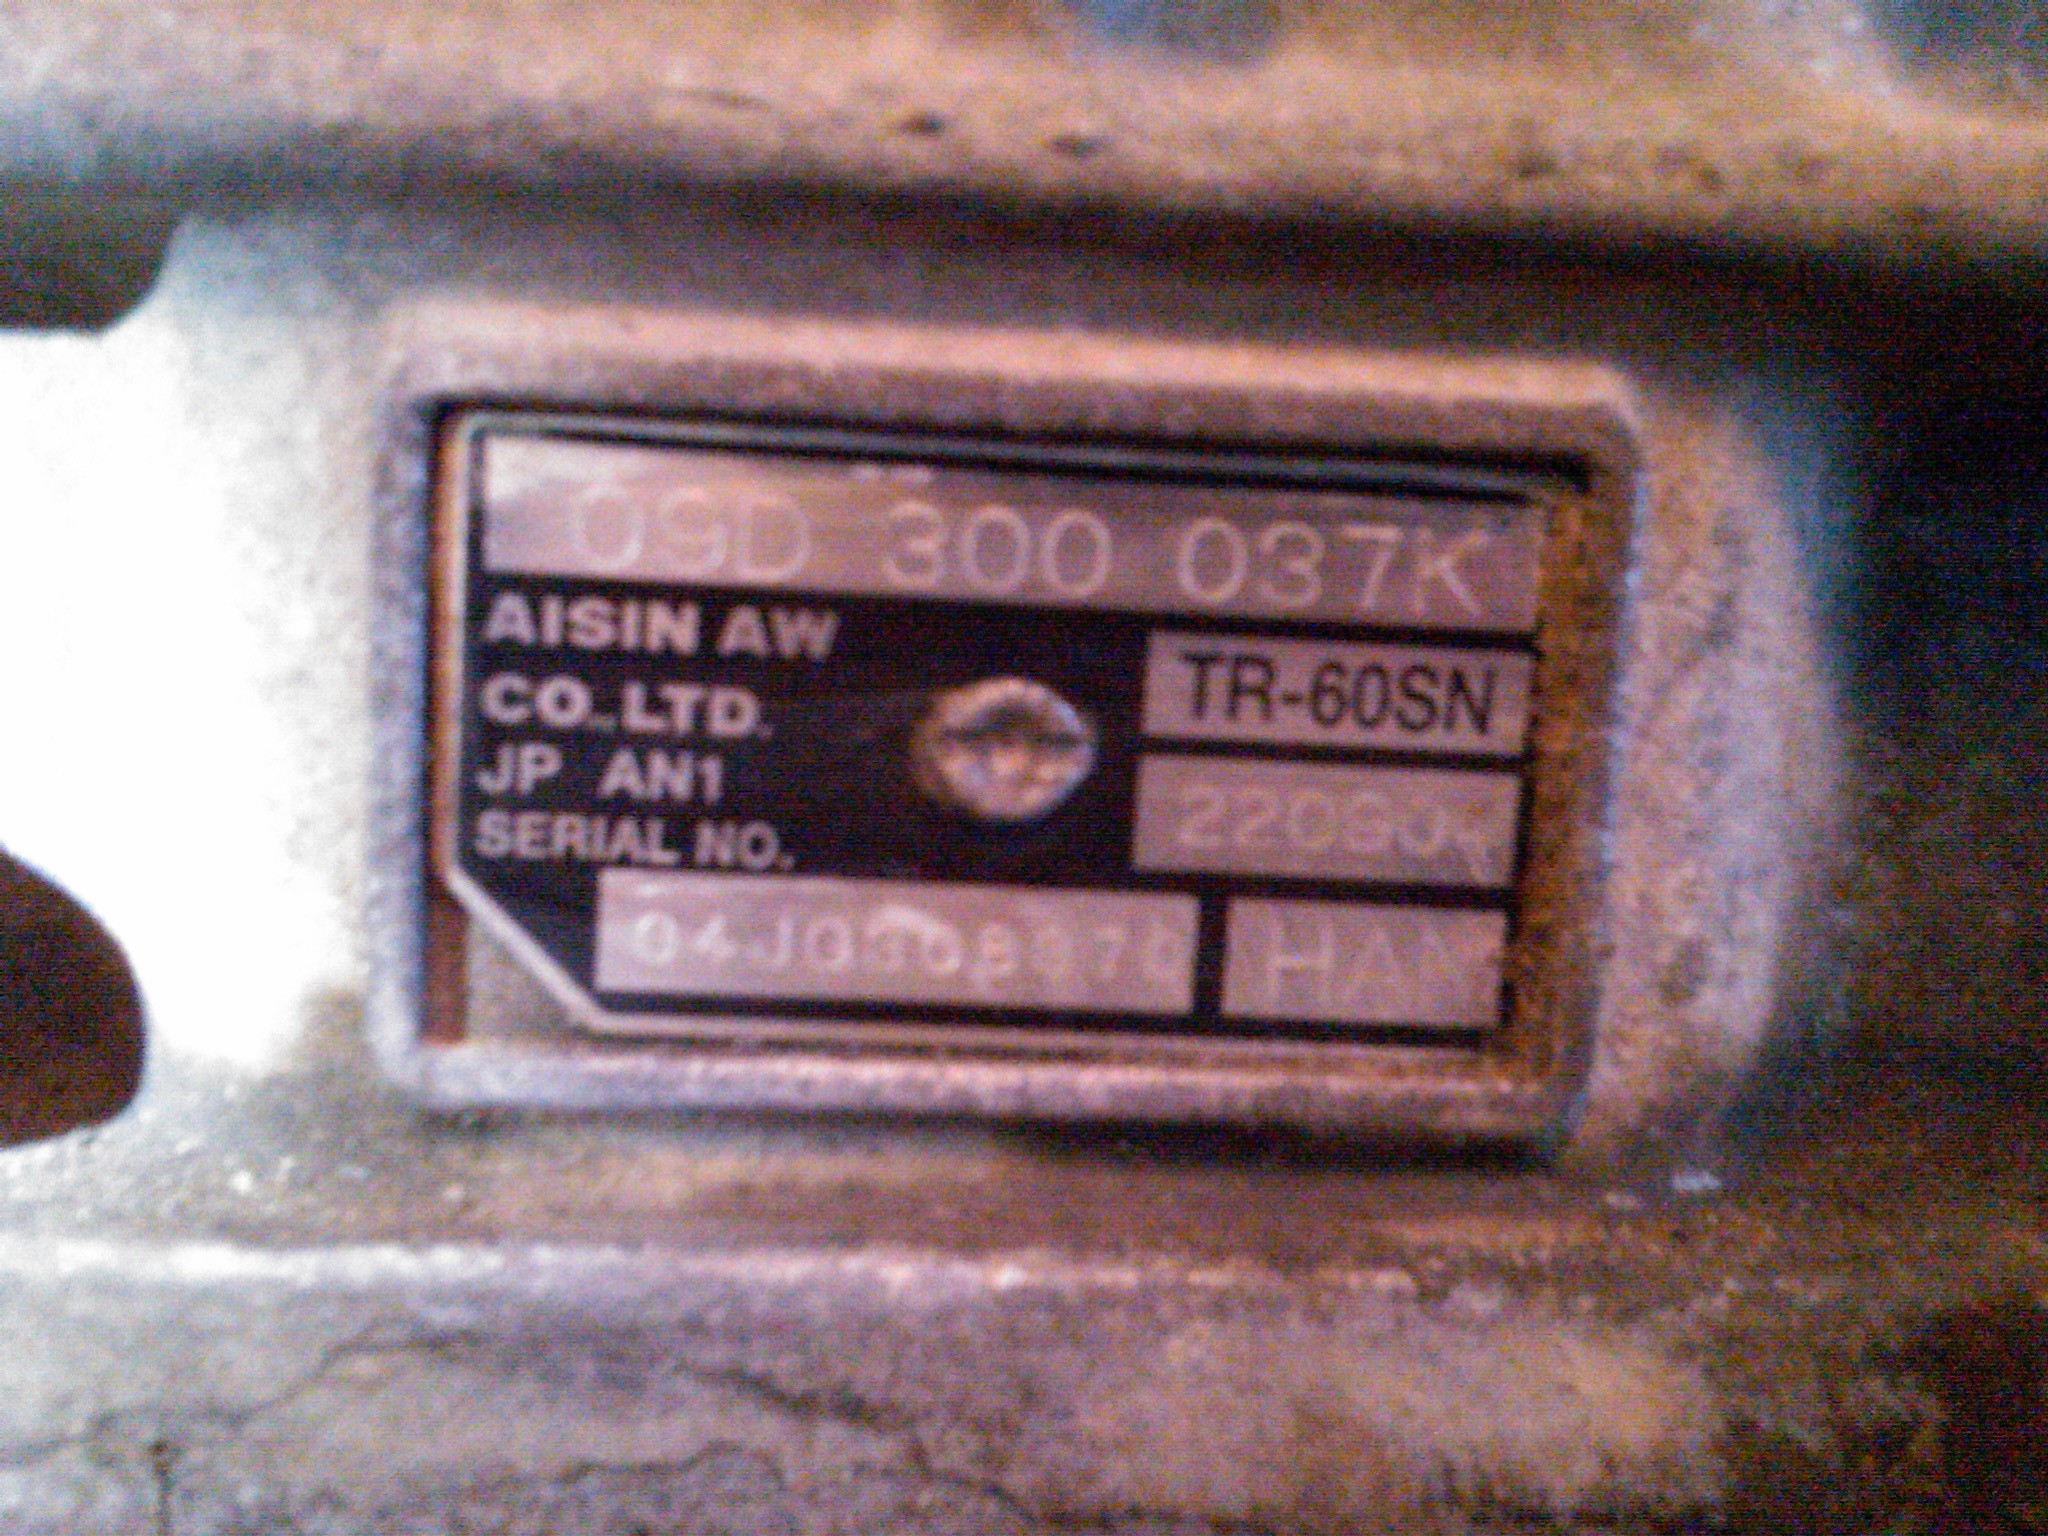 09D 300 037K
AISIN AW
CO.,LTD.
TR-60SN
JP AN1
SERIAL NO.